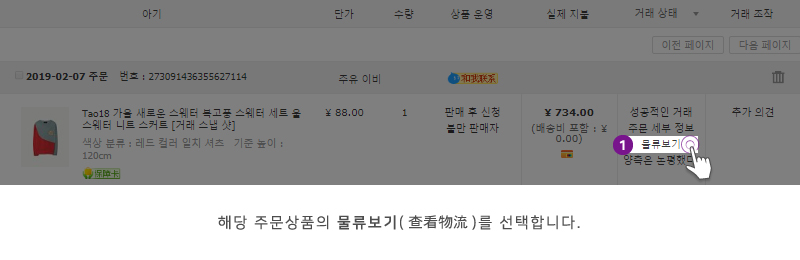 아기 단가 수량 상품 운영 실제 지불 거래 상태 거래 조작
이전 페이지 다음 페이지
2019-02-07 주문 번호 : 273091436355627114 주유 이비 和我联系
Tao18 가을 새로운 스웨터 복고풍 스웨터 세트 울 ¥ 88.00 1 판매 후 신청 ¥ 734.00 성공적인 거래 추가 의견
스웨터 니트 스커트 [거래 스냅 샷] 불만 판매자 (배송비 포함 : ¥ 주문 세부 정보
색상 분류 : 레드 컬러 일지 셔츠 기준 높이 : 0.00) 1 물류보기
120cm 양측은 논평했다
保障卡
해당 주문상품의 물류보기( 查看物流 )를 선택합니다.